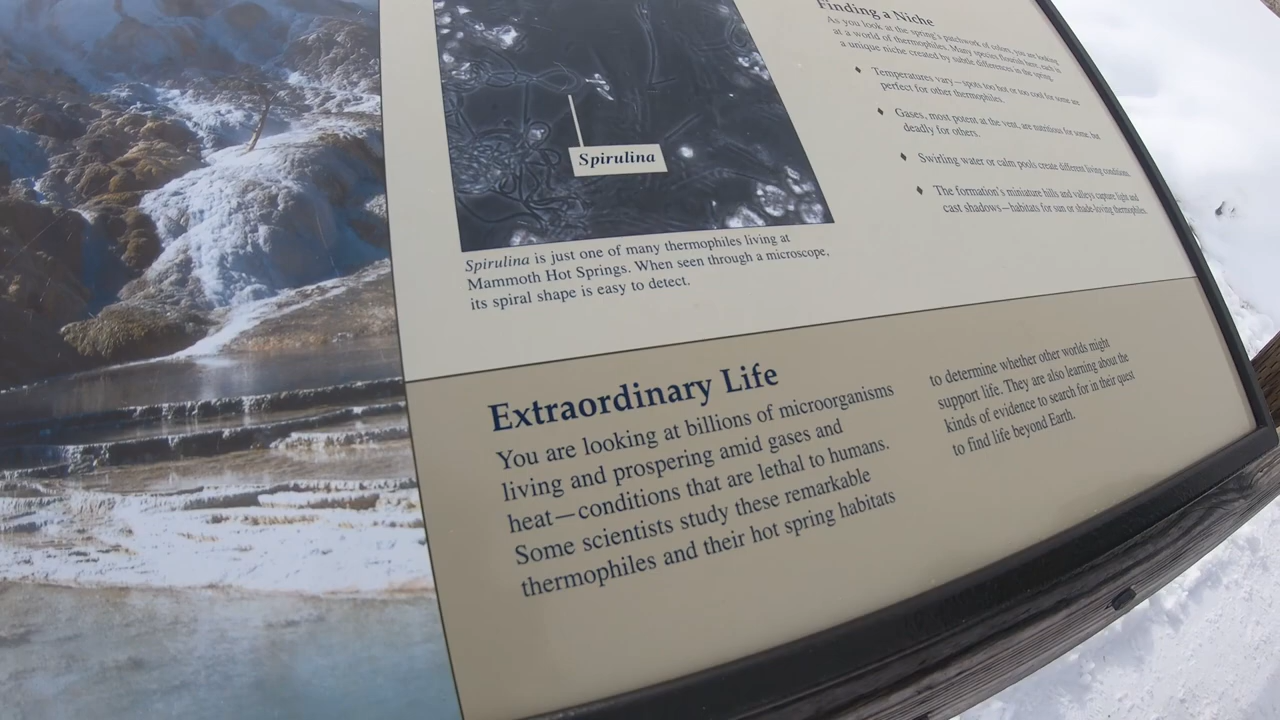 Spirulina
Spirulina is just one of many thermophiles living at
Mammoth Hot Springs. When seen through a microscope,
its spiral shape is easy to detect.
Finding a Niche
As you look at the spring's patchwork of colors, you are looking
at a world of thermophiles. Many species flourish here, each in
a unique niche created by subtle differences in the spring.
♦ Temperatures vary—spots too hot or too cool for some are
perfect for other thermophiles.
♦ Gases, most potent at the vent, are nutritious for some, but
deadly for others.
♦ Swirling water or calm pools create different living conditions.
♦ The formation's miniature hills and valleys capture light and
cast shadows—habitats for sun or shade-loving thermophiles.
Extraordinary Life
You are looking at billions of microorganisms
living and prospering amid gases and
heat—conditions that are lethal to humans.
Some scientists study these remarkable
thermophiles and their hot spring habitats
to determine whether other worlds might
support life. They are also learning about the
kinds of evidence to search for in their quest
to find life beyond Earth.